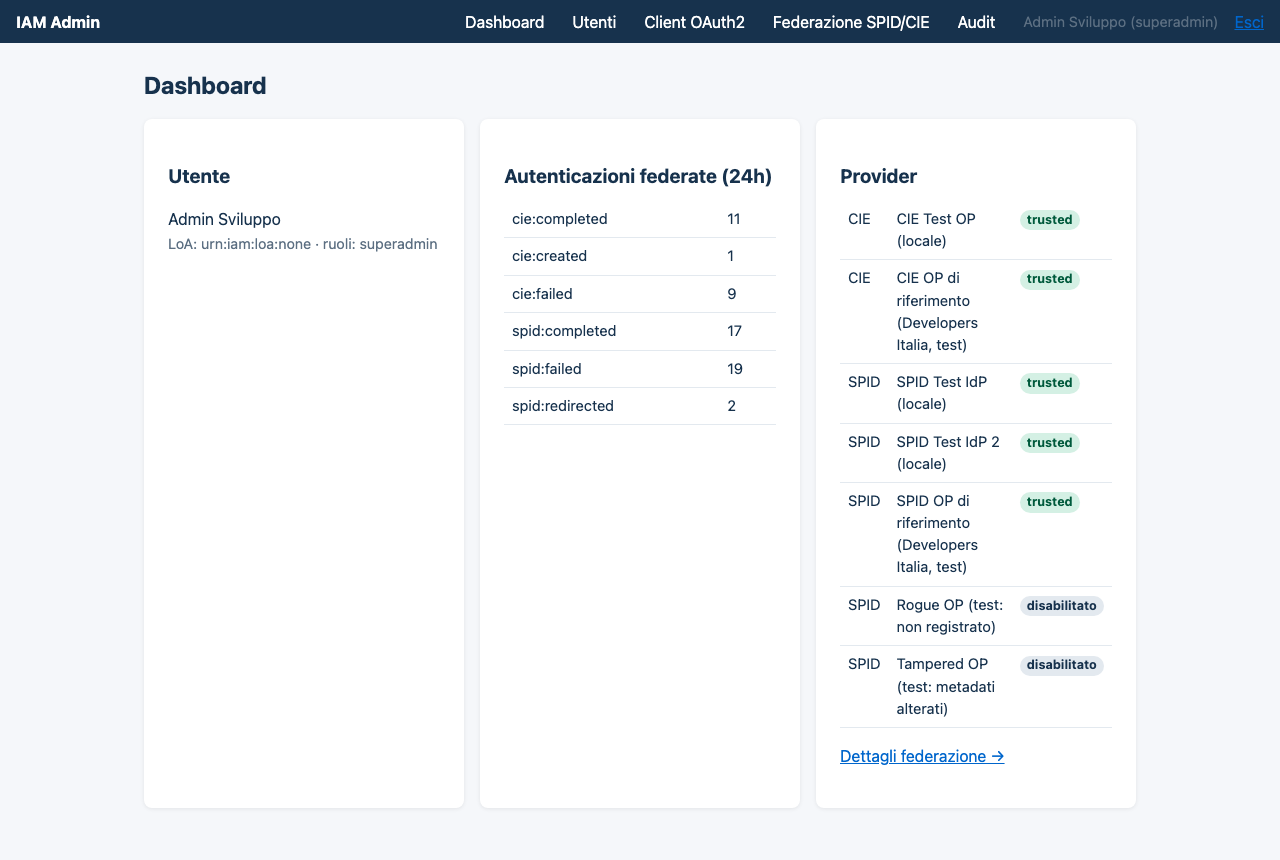 IAM Admin
Dashboard
Utenti
Client OAuth2
Federazione SPID/CIE
Audit
Admin Sviluppo (superadmin)
Esci
Dashboard
Utente
Admin Sviluppo
LoA: urn:iam:loa:none · ruoli: superadmin
Autenticazioni federate (24h)
cie:completed 11
cie:created 1
cie:failed 9
spid:completed 17
spid:failed 19
spid:redirected 2
Provider
CIE CIE Test OP trusted
(locale)
CIE CIE OP di trusted
riferimento
(Developers
Italia, test)
SPID SPID Test IdP trusted
(locale)
SPID SPID Test IdP 2 trusted
(locale)
SPID SPID OP di trusted
riferimento
(Developers
Italia, test)
SPID Rogue OP (test: disabilitato
non registrato)
SPID Tampered OP disabilitato
(test: metadati
alterati)
Dettagli federazione →